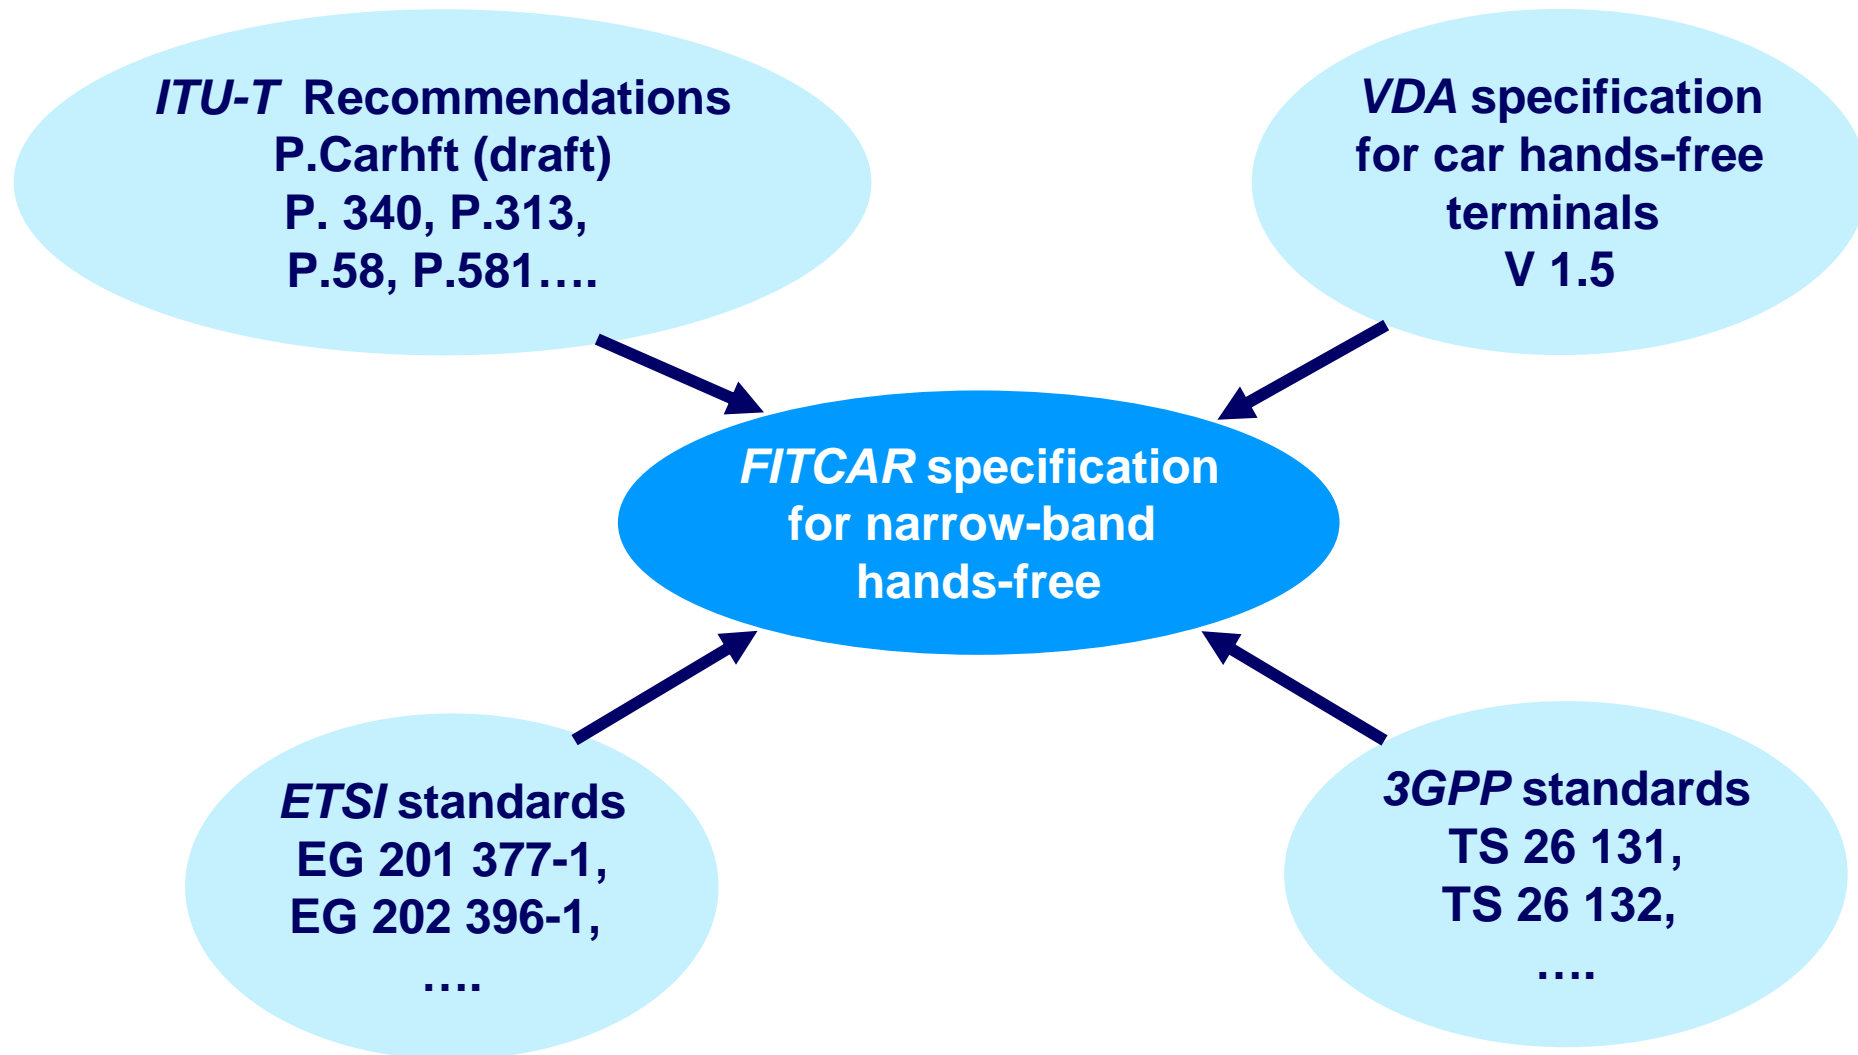 ITU-T Recommendations
P.Carhft (draft)
P. 340, P.313,
P.58, P.581….
VDA specification
for car hands-free
terminals
V 1.5
FITCAR specification
for narrow-band
hands-free
ETSI standards
EG 201 377-1,
EG 202 396-1,
….
3GPP standards
TS 26 131,
TS 26 132,
….